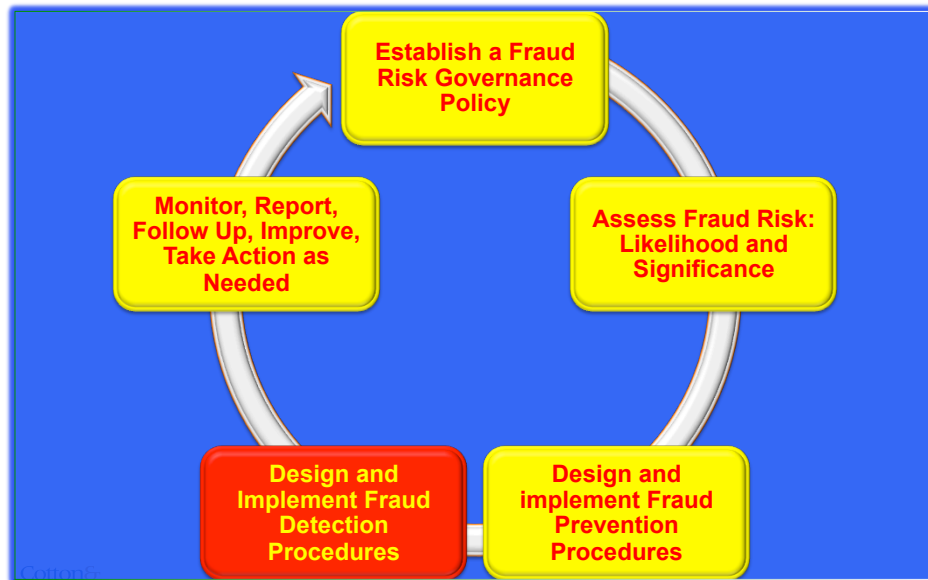 Establish a Fraud
Risk Governance
Policy
Assess Fraud Risk:
Likelihood and
Significance
Design and
implement Fraud
Prevention
Procedures
Design and
Implement Fraud
Detection
Procedures
Monitor, Report,
Follow Up, Improve,
Take Action as
Needed
Cotton&